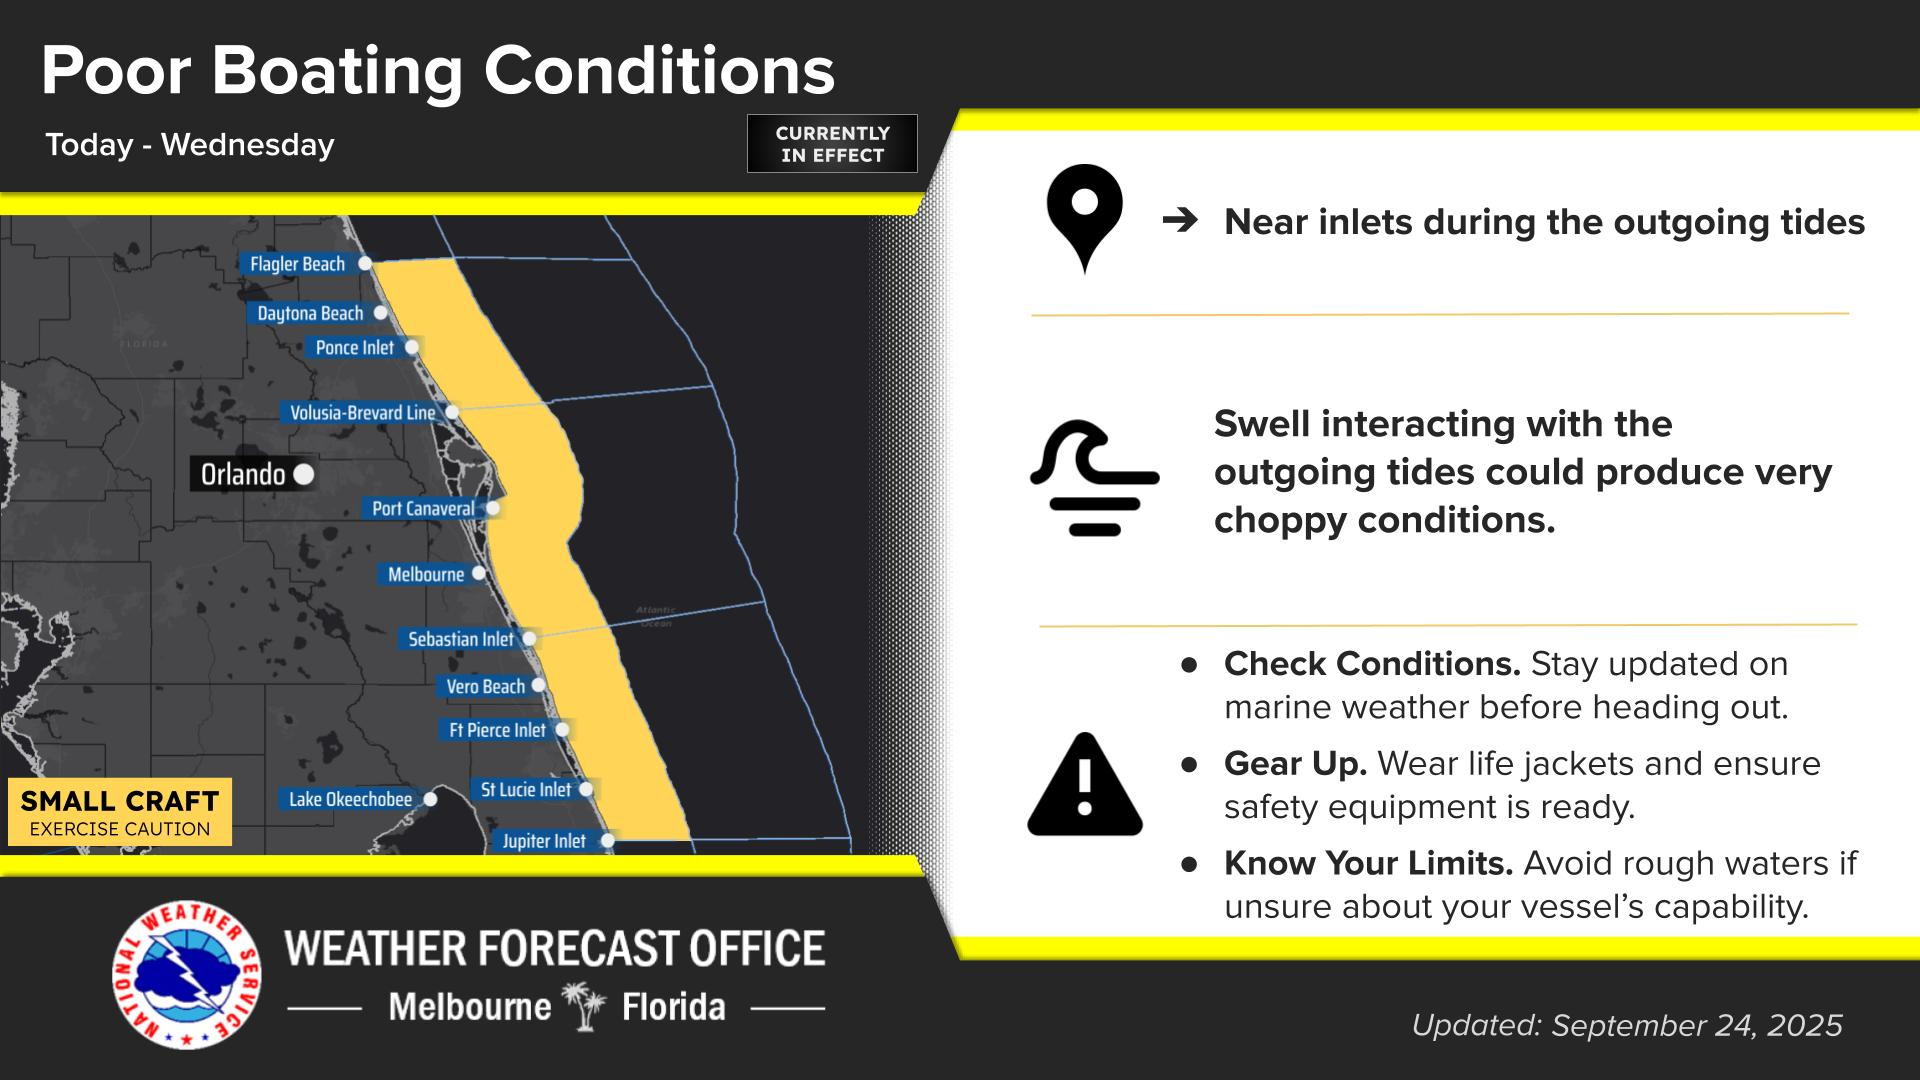 Poor Boating Conditions
Today - Wednesday
CURRENTLY
IN EFFECT
Flagler Beach
Daytona Beach
FLORIDA
Ponce Inlet
Volusia-Brevard Line
Orlando
Port Canaveral
Melbourne
Atlantic
Ocean
Sebastian Inlet
Vero Beach
Ft Pierce Inlet
St Lucie Inlet
Lake Okeechobee
Jupiter Inlet
SMALL CRAFT
EXERCISE CAUTION
➔ Near inlets during the outgoing tides
Swell interacting with the
outgoing tides could produce very
choppy conditions.
● Check Conditions. Stay updated on
marine weather before heading out.
● Gear Up. Wear life jackets and ensure
safety equipment is ready.
● Know Your Limits. Avoid rough waters if
unsure about your vessel’s capability.
NATIONAL WEATHER SERVICE
WEATHER FORECAST OFFICE
Melbourne Florida
Updated: September 24, 2025